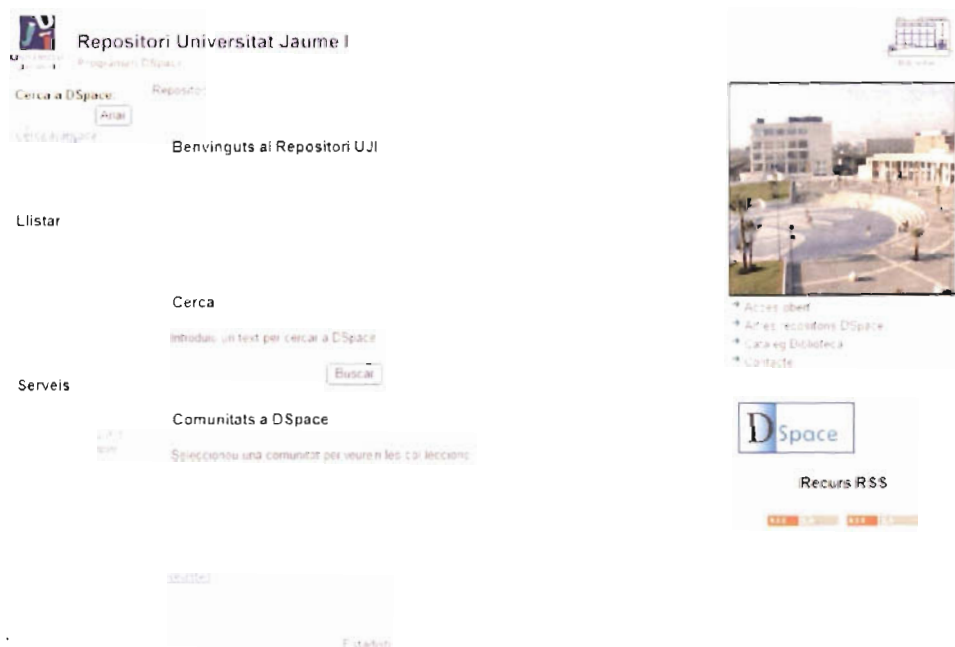 Repositori Universitat Jaume I
Programari DSpace
Cerca a DSpace:
Anar
Benvinguts al Repositori UJI
Llistar
Cerca
Introduïu un text per cercar a DSpace
Buscar
Serveis
Comunitats a DSpace
Seleccioneu una comunitat per veure'n les col·leccions
Accés obert
Altres repositoris DSpace
Catàleg Biblioteca
Contacte
DSpace
Recurs RSS